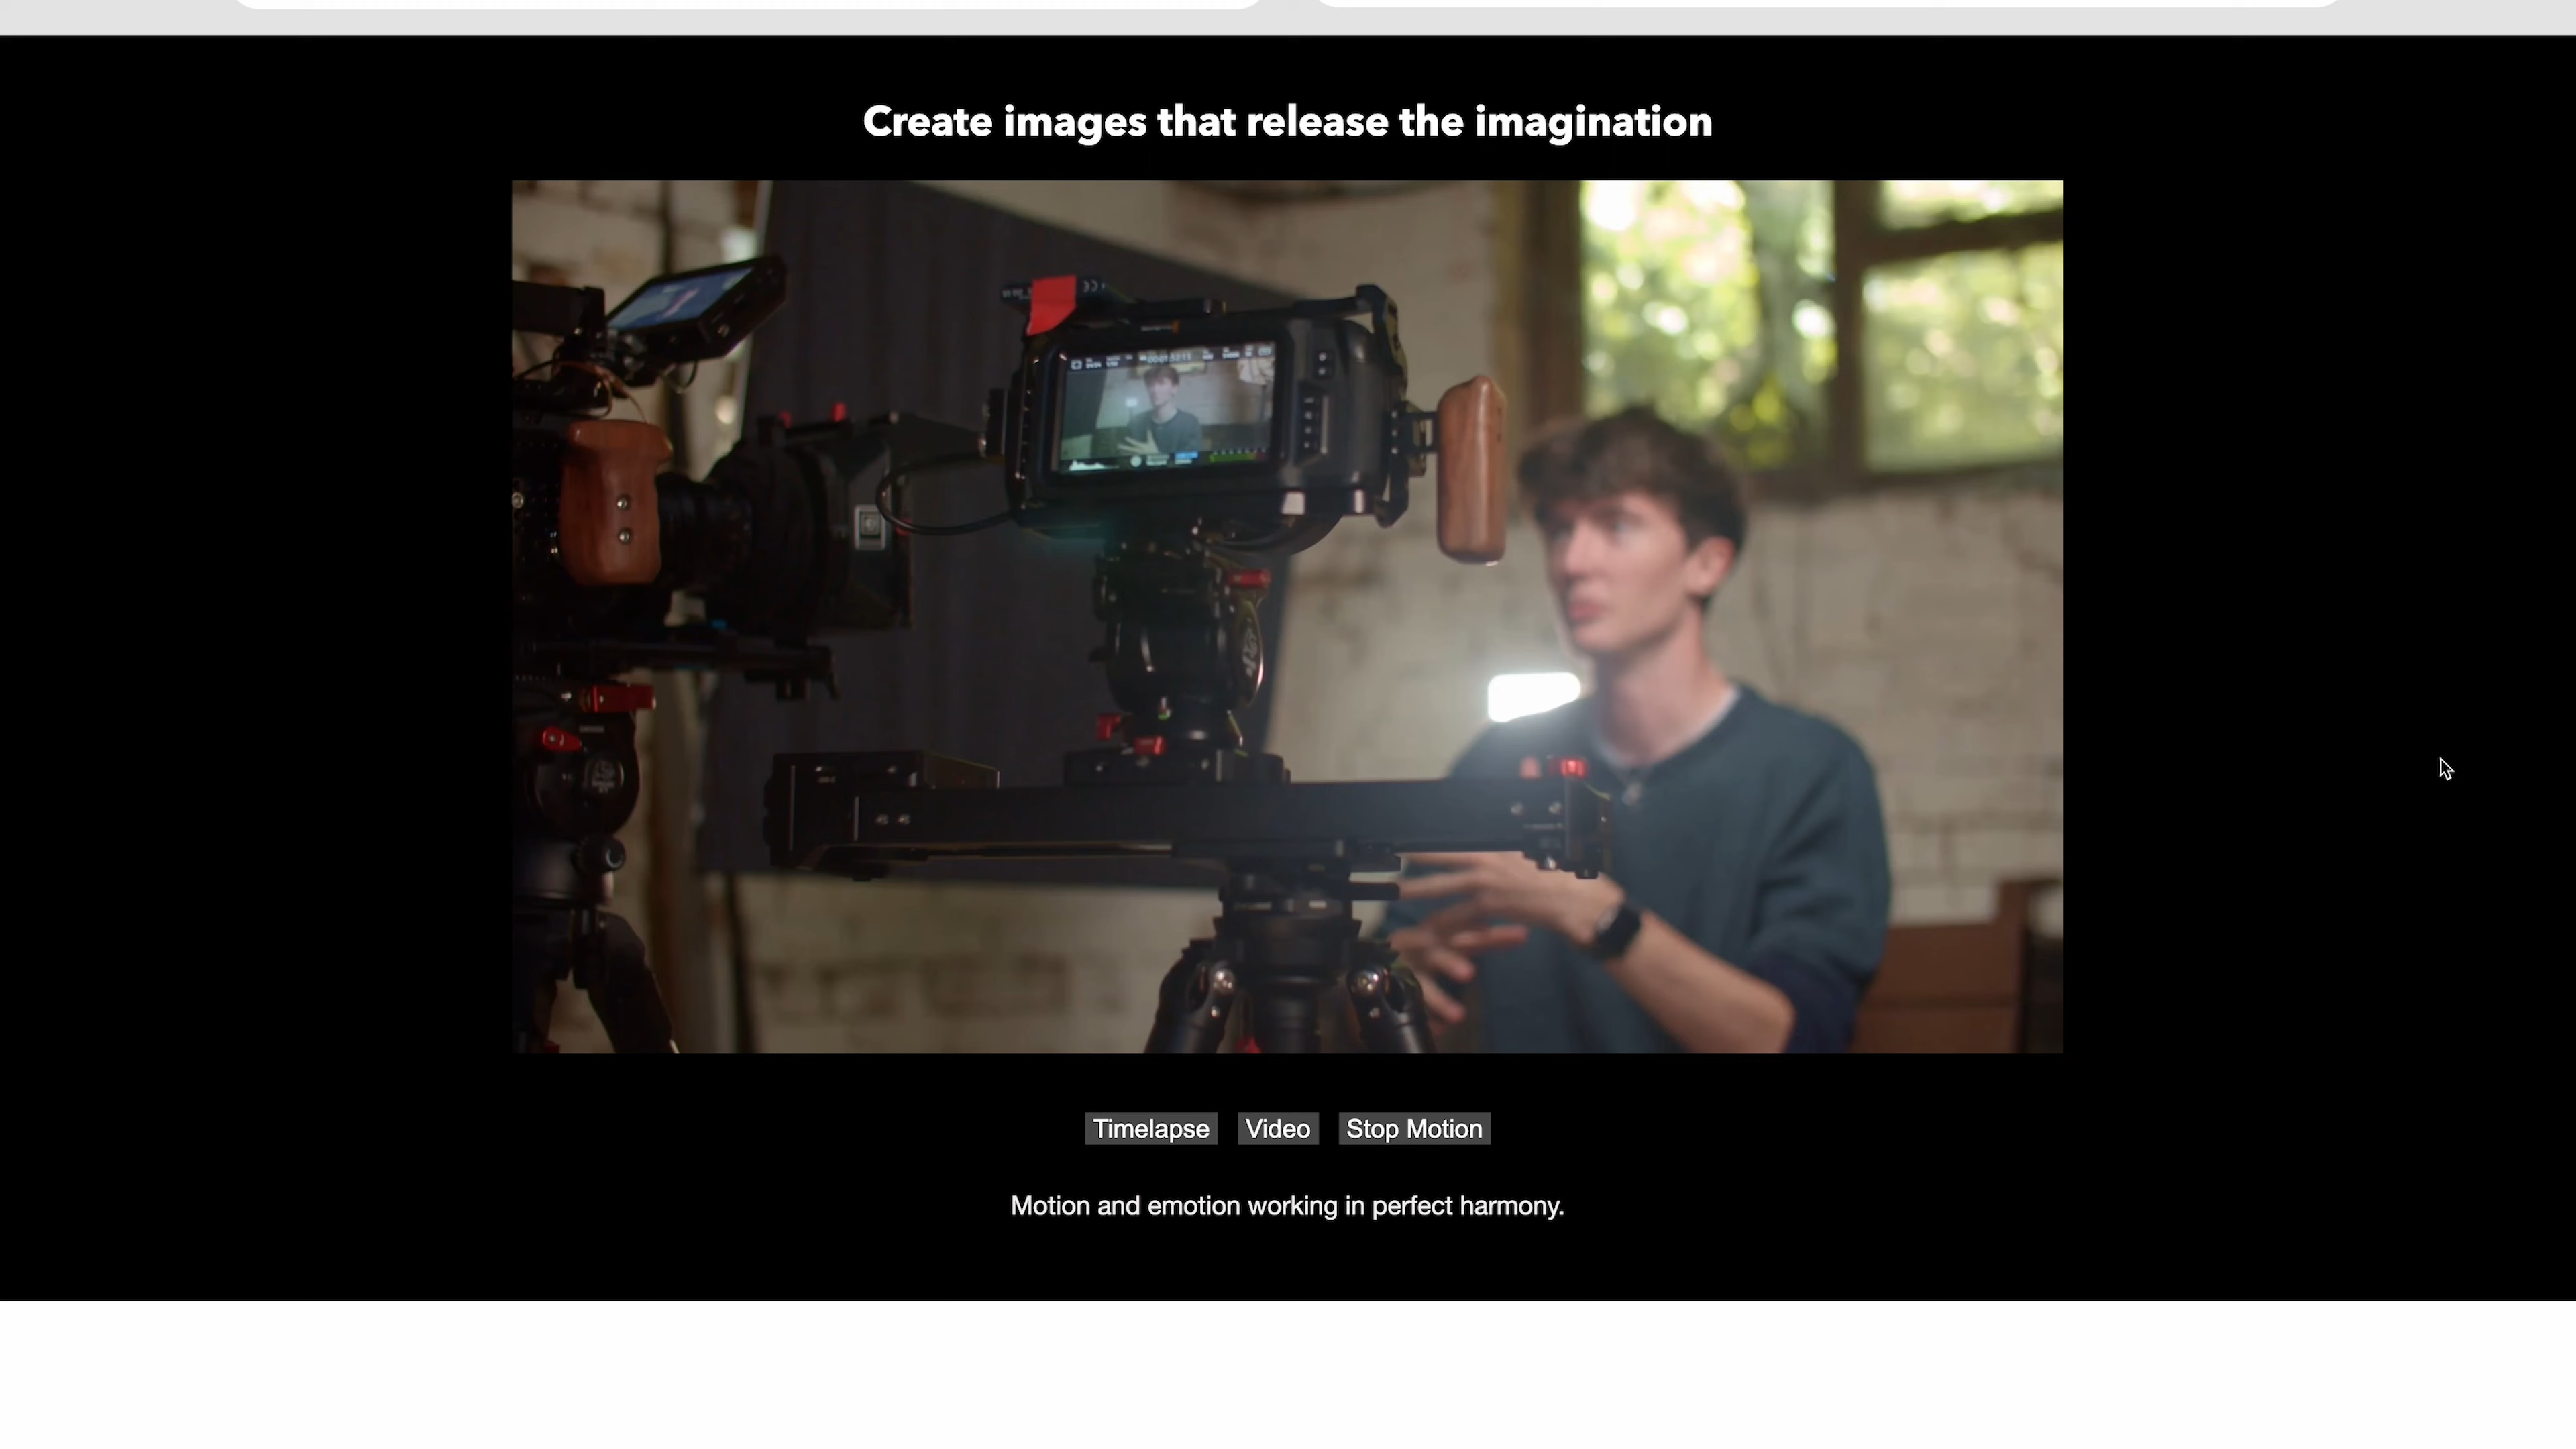 Create images that release the imagination
Timelapse Video Stop Motion
Motion and emotion working in perfect harmony.